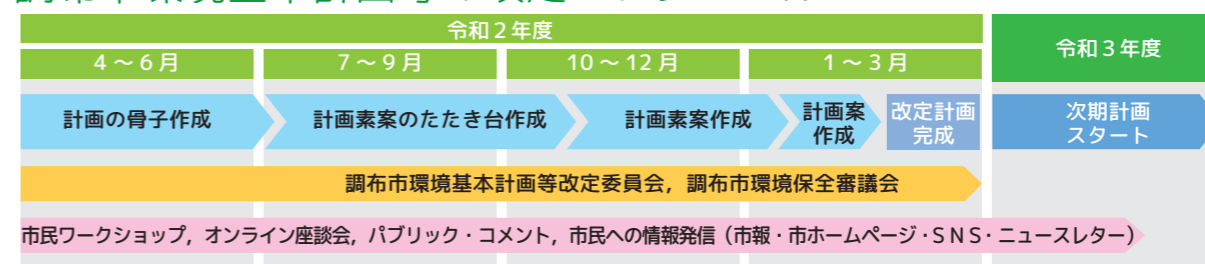 令和２年度
令和３年度
４～６月
７～９月
10～12月
１～３月
計画の骨子作成
計画素案のたたき台作成
計画素案作成
計画案
作成
改定計画
完成
次期計画
スタート
調布市環境基本計画等改定委員会，調布市環境保全審議会
市民ワークショップ，オンライン座談会，パブリック・コメント，市民への情報発信（市報・市ホームページ・ＳＮＳ・ニュースレター）